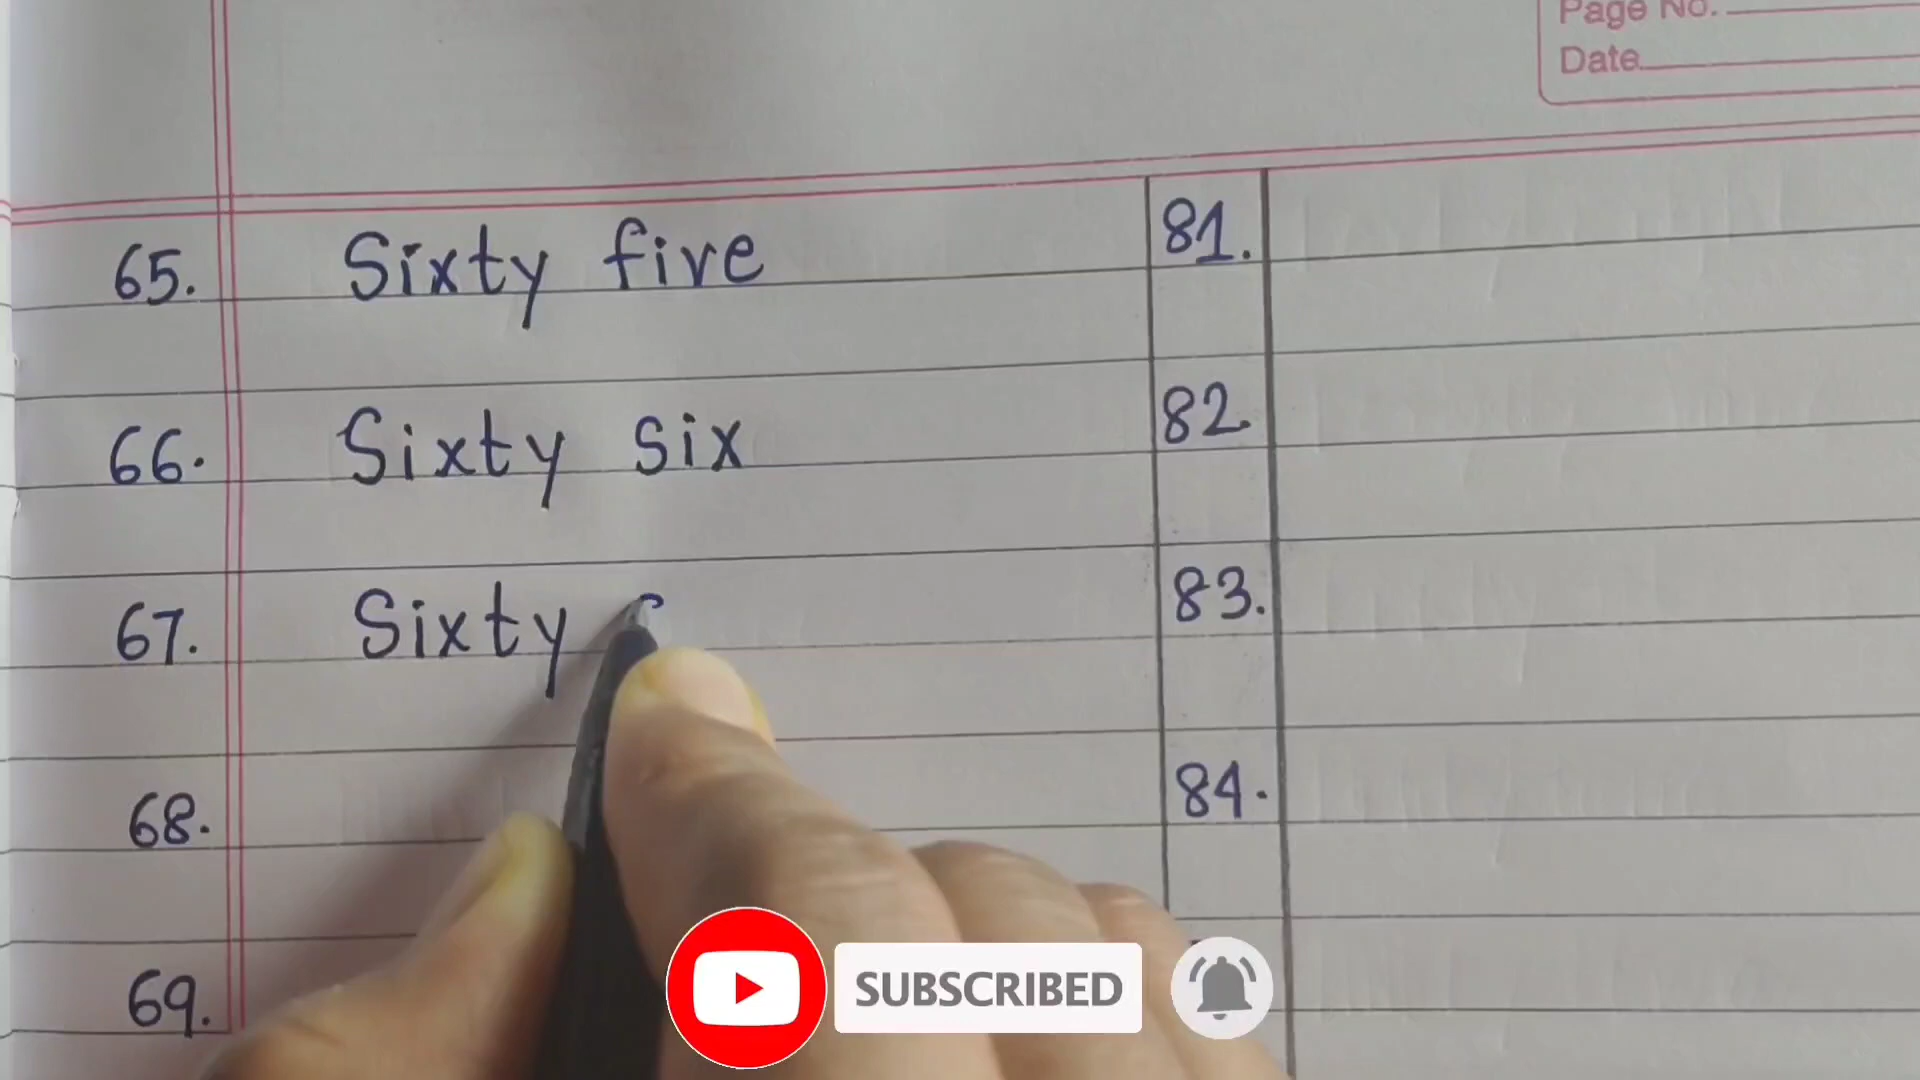 Page No.
Date
65. Sixty five
66. Sixty six
67. Sixty
68.
69.
81.
82.
83.
84.
SUBSCRIBED